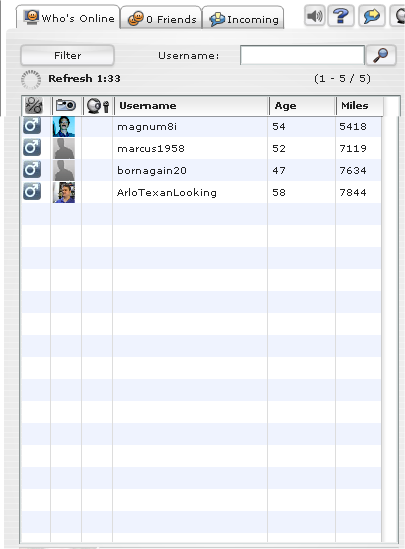 Who's Online 0 Friends Incoming
Filter Username:
Refresh 1:33 (1 - 5 / 5)
Username Age Miles
magnum8i 54 5418
marcus1958 52 7119
bornagain20 47 7634
ArloTexanLooking 58 7844